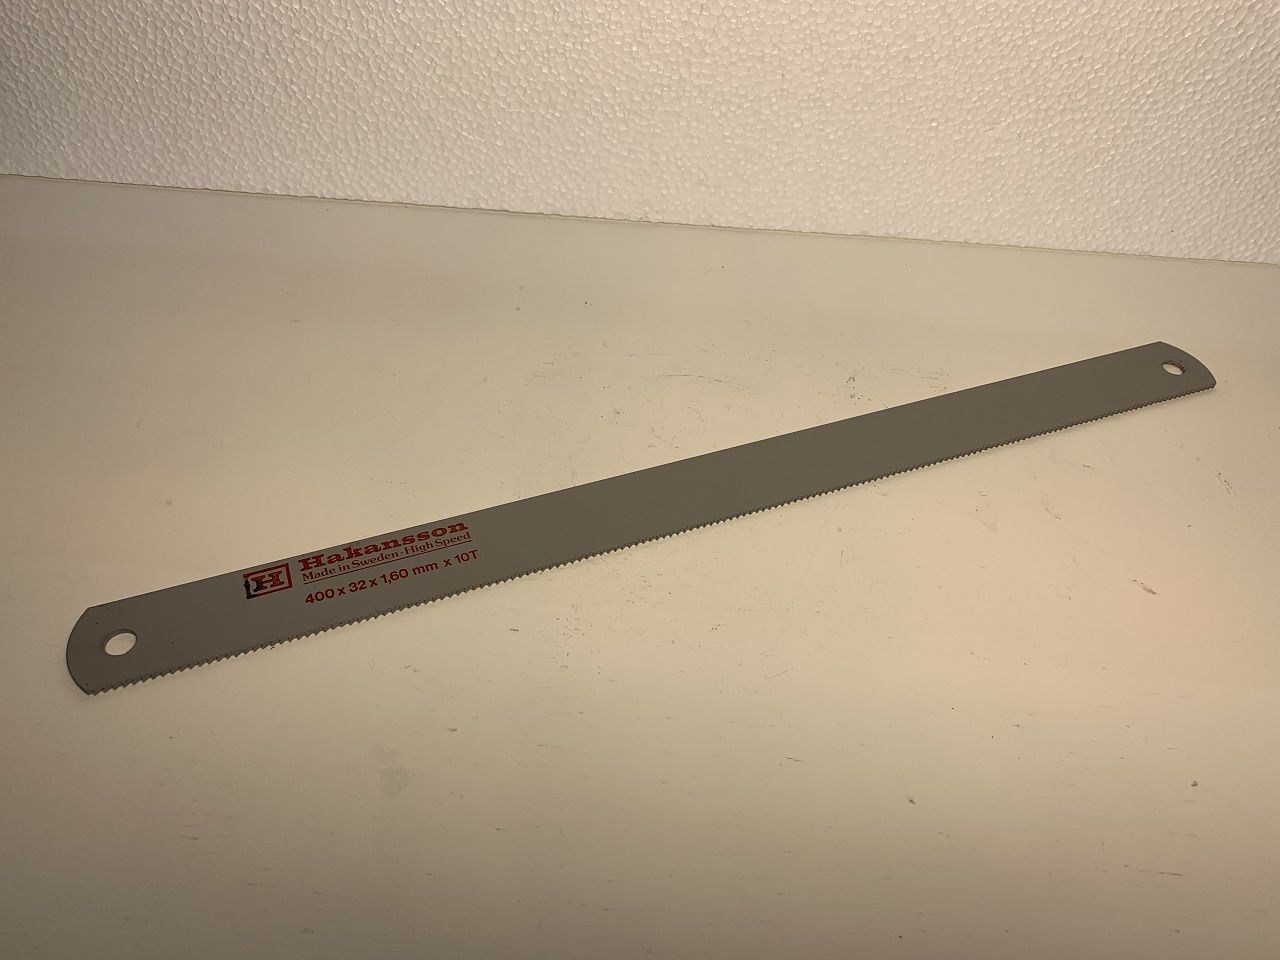 H Hakansson
Made in Sweden · High Speed
400 x 32 x 1,60 mm x 10T.